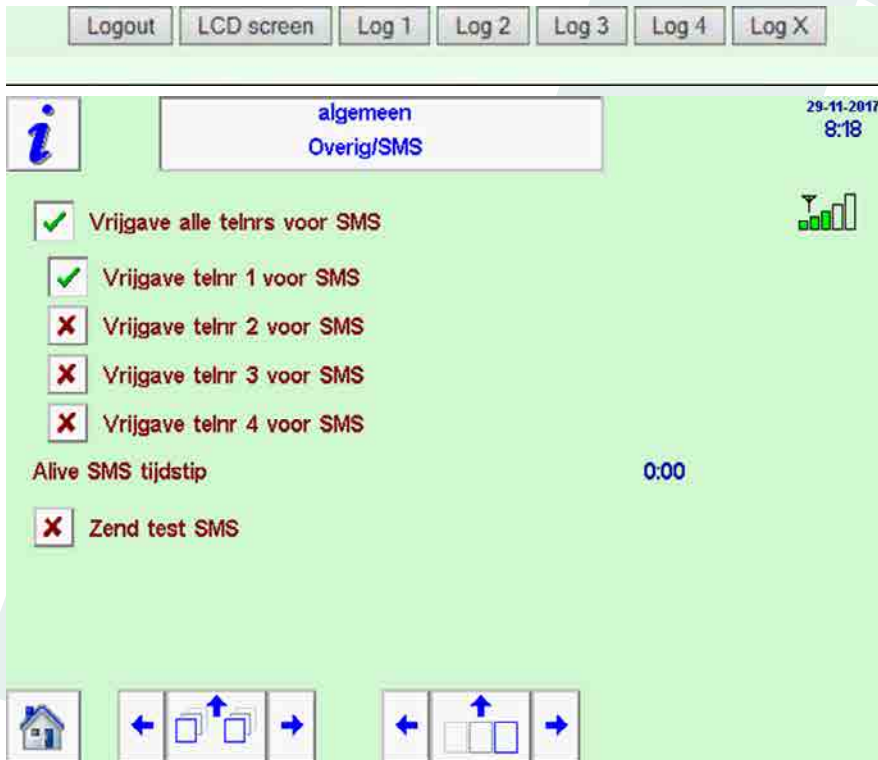 Logout LCD screen Log 1 Log 2 Log 3 Log 4 Log X
i algemeen 29-11-2017
Overig/SMS 8:18
Vrijgave alle telnrs voor SMS
Vrijgave telnr 1 voor SMS
Vrijgave telnr 2 voor SMS
Vrijgave telnr 3 voor SMS
Vrijgave telnr 4 voor SMS
Alive SMS tijdstip 0:00
Zend test SMS